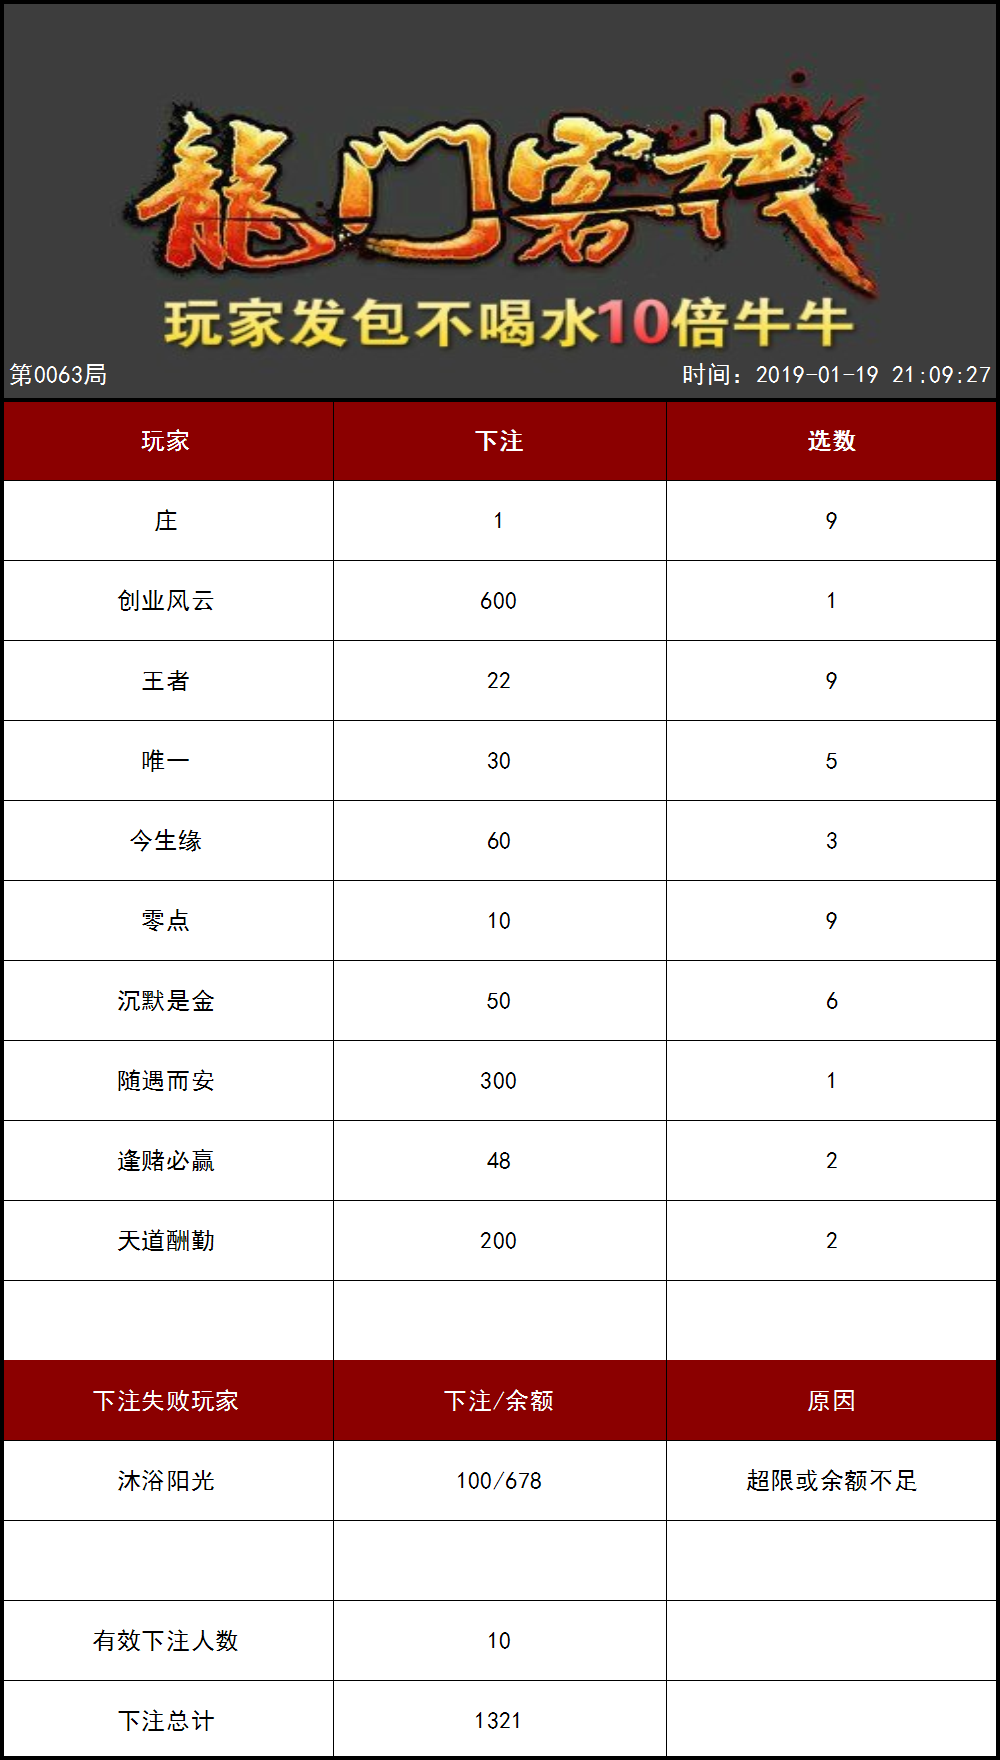 龍门客栈
玩家发包不喝水10倍牛牛
第0063局 时间：2019-01-19 21:09:27
玩家 下注 选数
庄 1 9
创业风云 600 1
王者 22 9
唯一 30 5
今生缘 60 3
零点 10 9
沉默是金 50 6
随遇而安 300 1
逢赌必赢 48 2
天道酬勤 200 2
下注失败玩家 下注/余额 原因
沐浴阳光 100/678 超限或余额不足
有效下注人数 10
下注总计 1321